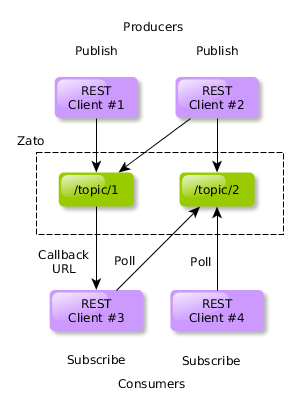 Producers
Publish
Publish
REST
Client #1
REST
Client #2
Zato
/topic/1
/topic/2
Callback
URL
Poll
Poll
REST
Client #3
REST
Client #4
Subscribe
Subscribe
Consumers